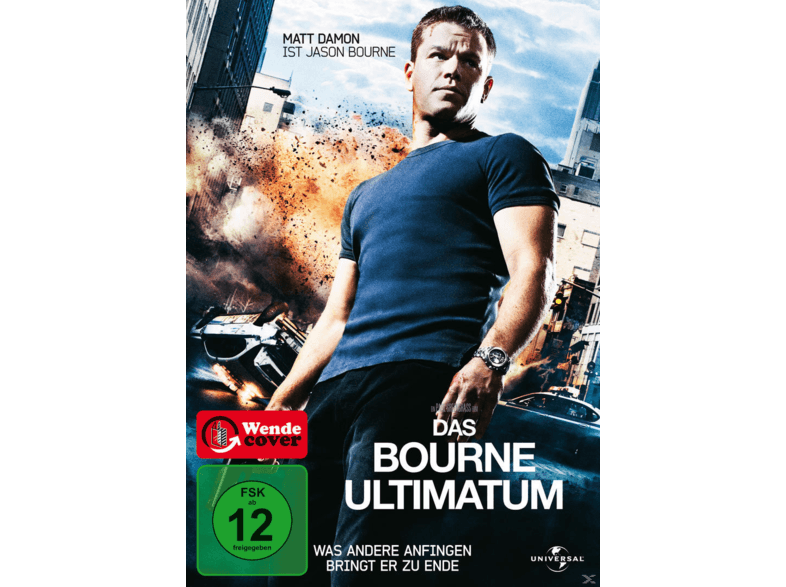 MATT DAMON
IST JASON BOURNE
DAS
BOURNE
ULTIMATUM
Wende
cover
FSK
ab
12
freigegeben
WAS ANDERE ANFINGEN
BRINGT ER ZU ENDE
UNIVERSAL